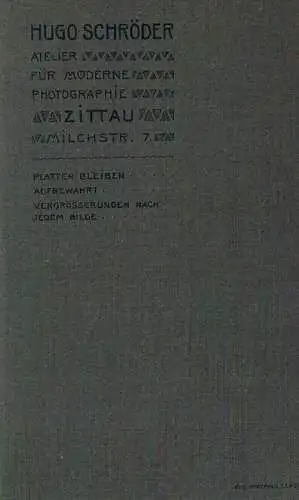 HUGO SCHRÖDER
ATELIER
FÜR MODERNE
PHOTOGRAPHIE
ZITTAU
MILCHSTR. 7.
PLATTEN BLEIBEN
AUFBEWAHRT.
VERGRÖSSERUNGEN NACH
JEDEM BILDE.